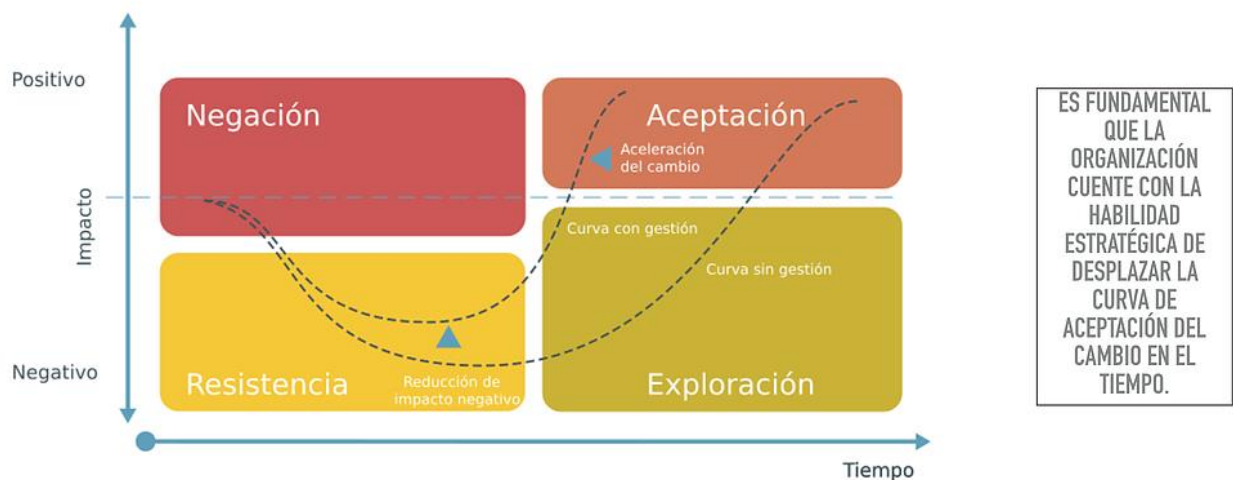 Positivo
Negación
Aceptación
Aceleración
del cambio
Impacto
Curva con gestión
Curva sin gestión
Negativo
Resistencia
Reducción de
impacto negativo
Exploración
Tiempo
ES FUNDAMENTAL
QUE LA
ORGANIZACIÓN
CUENTE CON LA
HABILIDAD
ESTRATÉGICA DE
DESPLAZAR LA
CURVA DE
ACEPTACIÓN DEL
CAMBIO EN EL
TIEMPO.